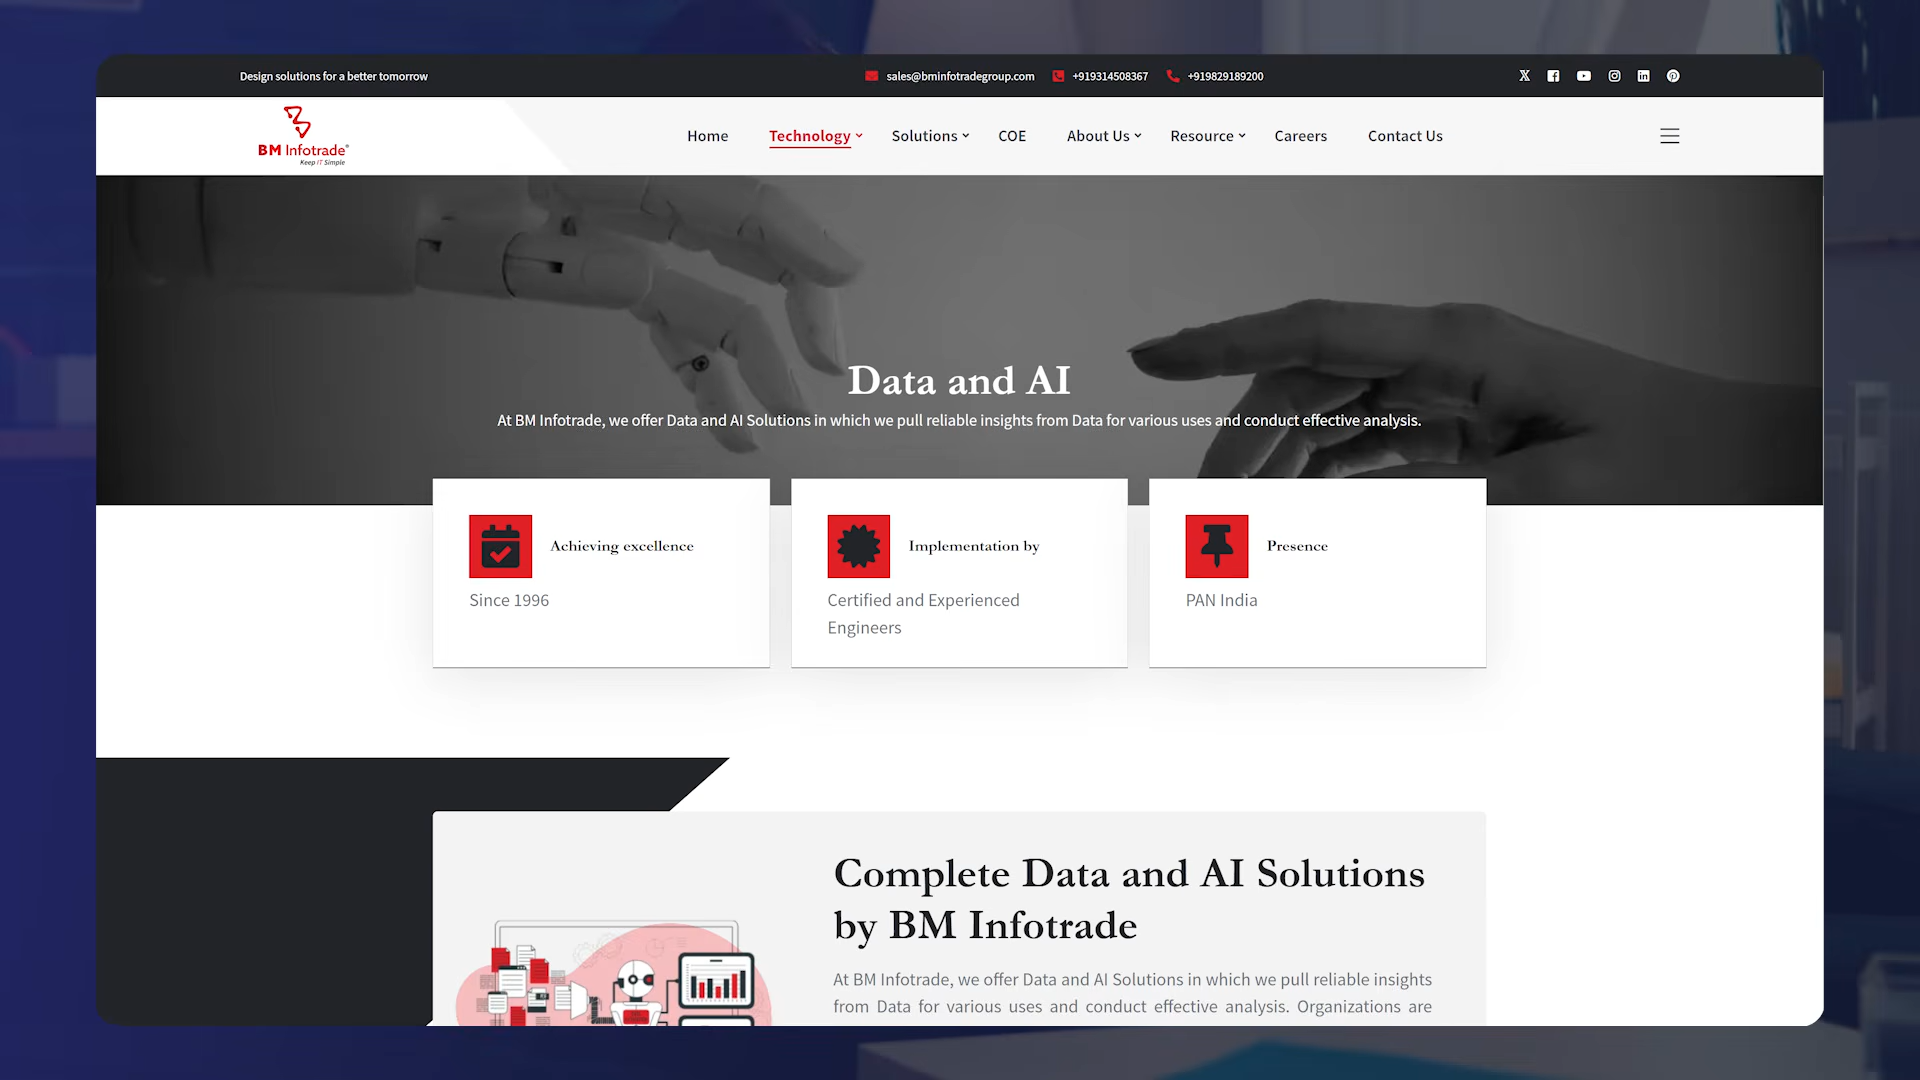 Design solutions for a better tomorrow
sales@bminfotradegroup.com
+919314508367
+919829189200
BM Infotrade®
Keep IT Simple
Home
Technology
Solutions
COE
About Us
Resource
Careers
Contact Us
Data and AI
At BM Infotrade, we offer Data and AI Solutions in which we pull reliable insights from Data for various uses and conduct effective analysis.
Achieving excellence
Since 1996
Implementation by
Certified and Experienced
Engineers
Presence
PAN India
Complete Data and AI Solutions
by BM Infotrade
At BM Infotrade, we offer Data and AI Solutions in which we pull reliable insights
from Data for various uses and conduct effective analysis. Organizations are